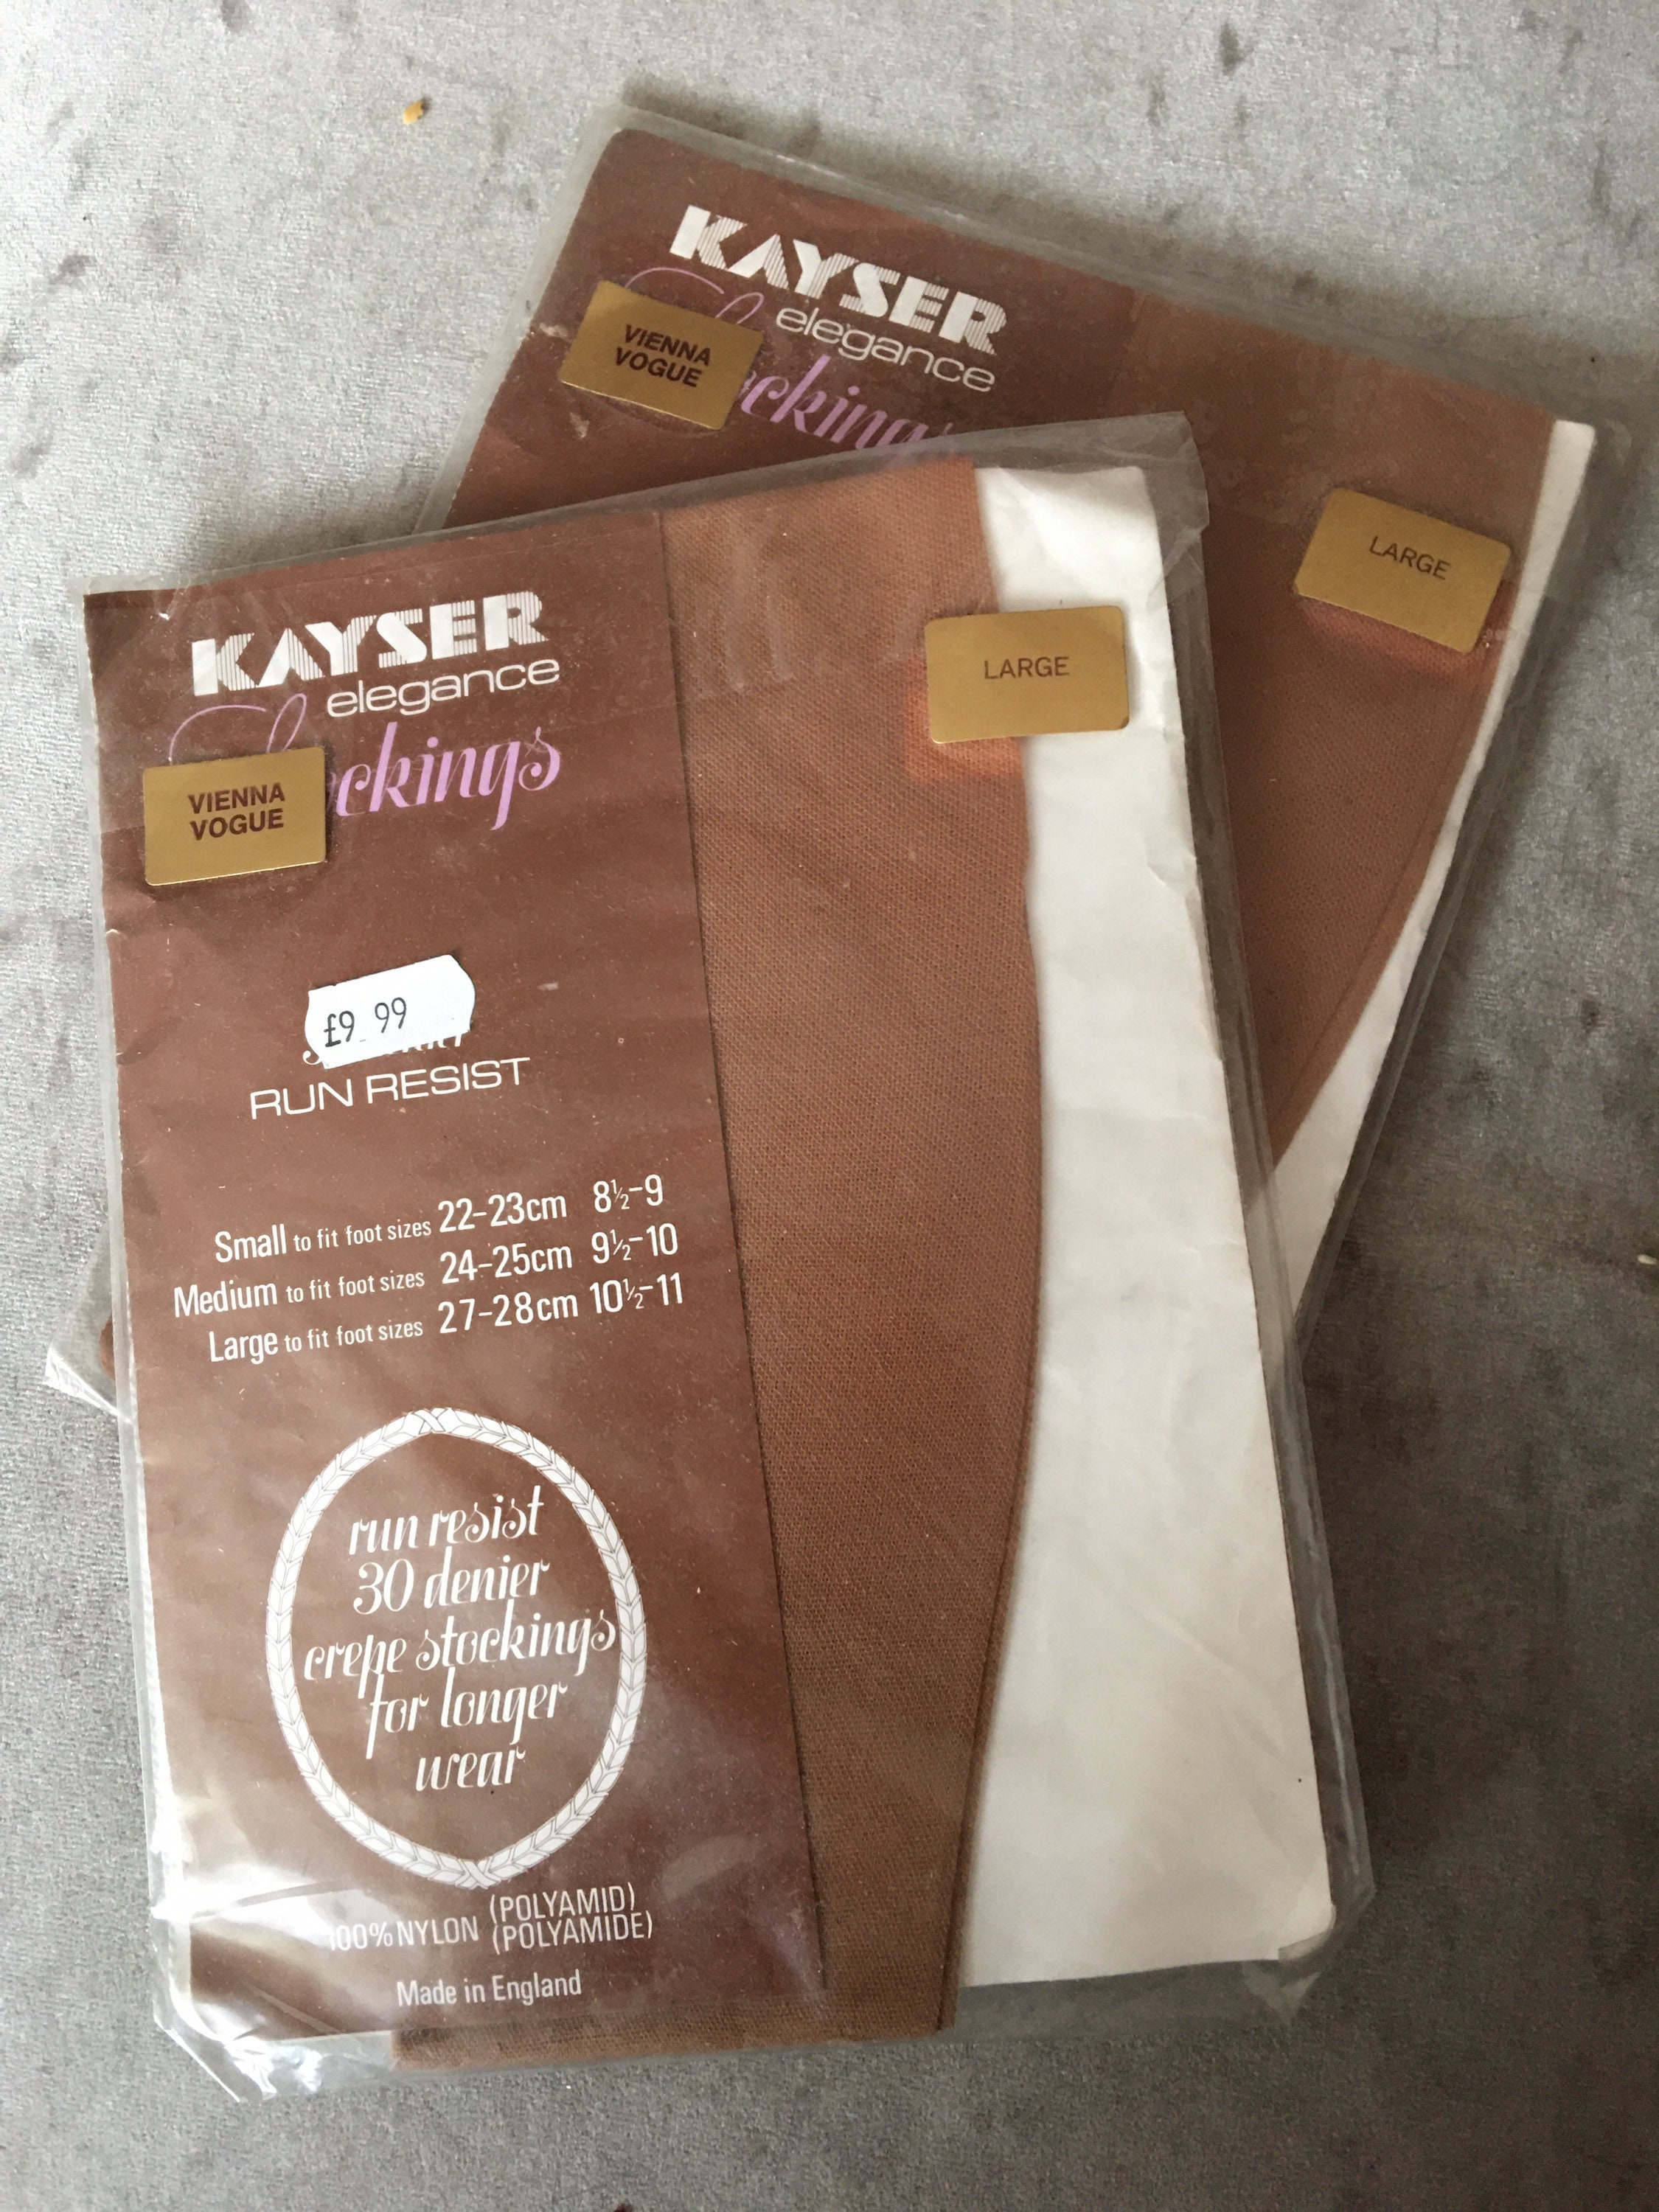 KAYSER
elegance
VIENNA
VOGUE
LARGE
KAYSER
elegance
LARGE
VIENNA
VOGUE
£9 99
RUN RESIST
Small to fit foot sizes 22-23cm 8½-9
Medium to fit foot sizes 24-25cm 9½-10
Large to fit foot sizes 27-28cm 10½-11
run resist
30 denier
crepe stockings
for longer
wear
100% NYLON (POLYAMID)
(POLYAMIDE)
Made in England